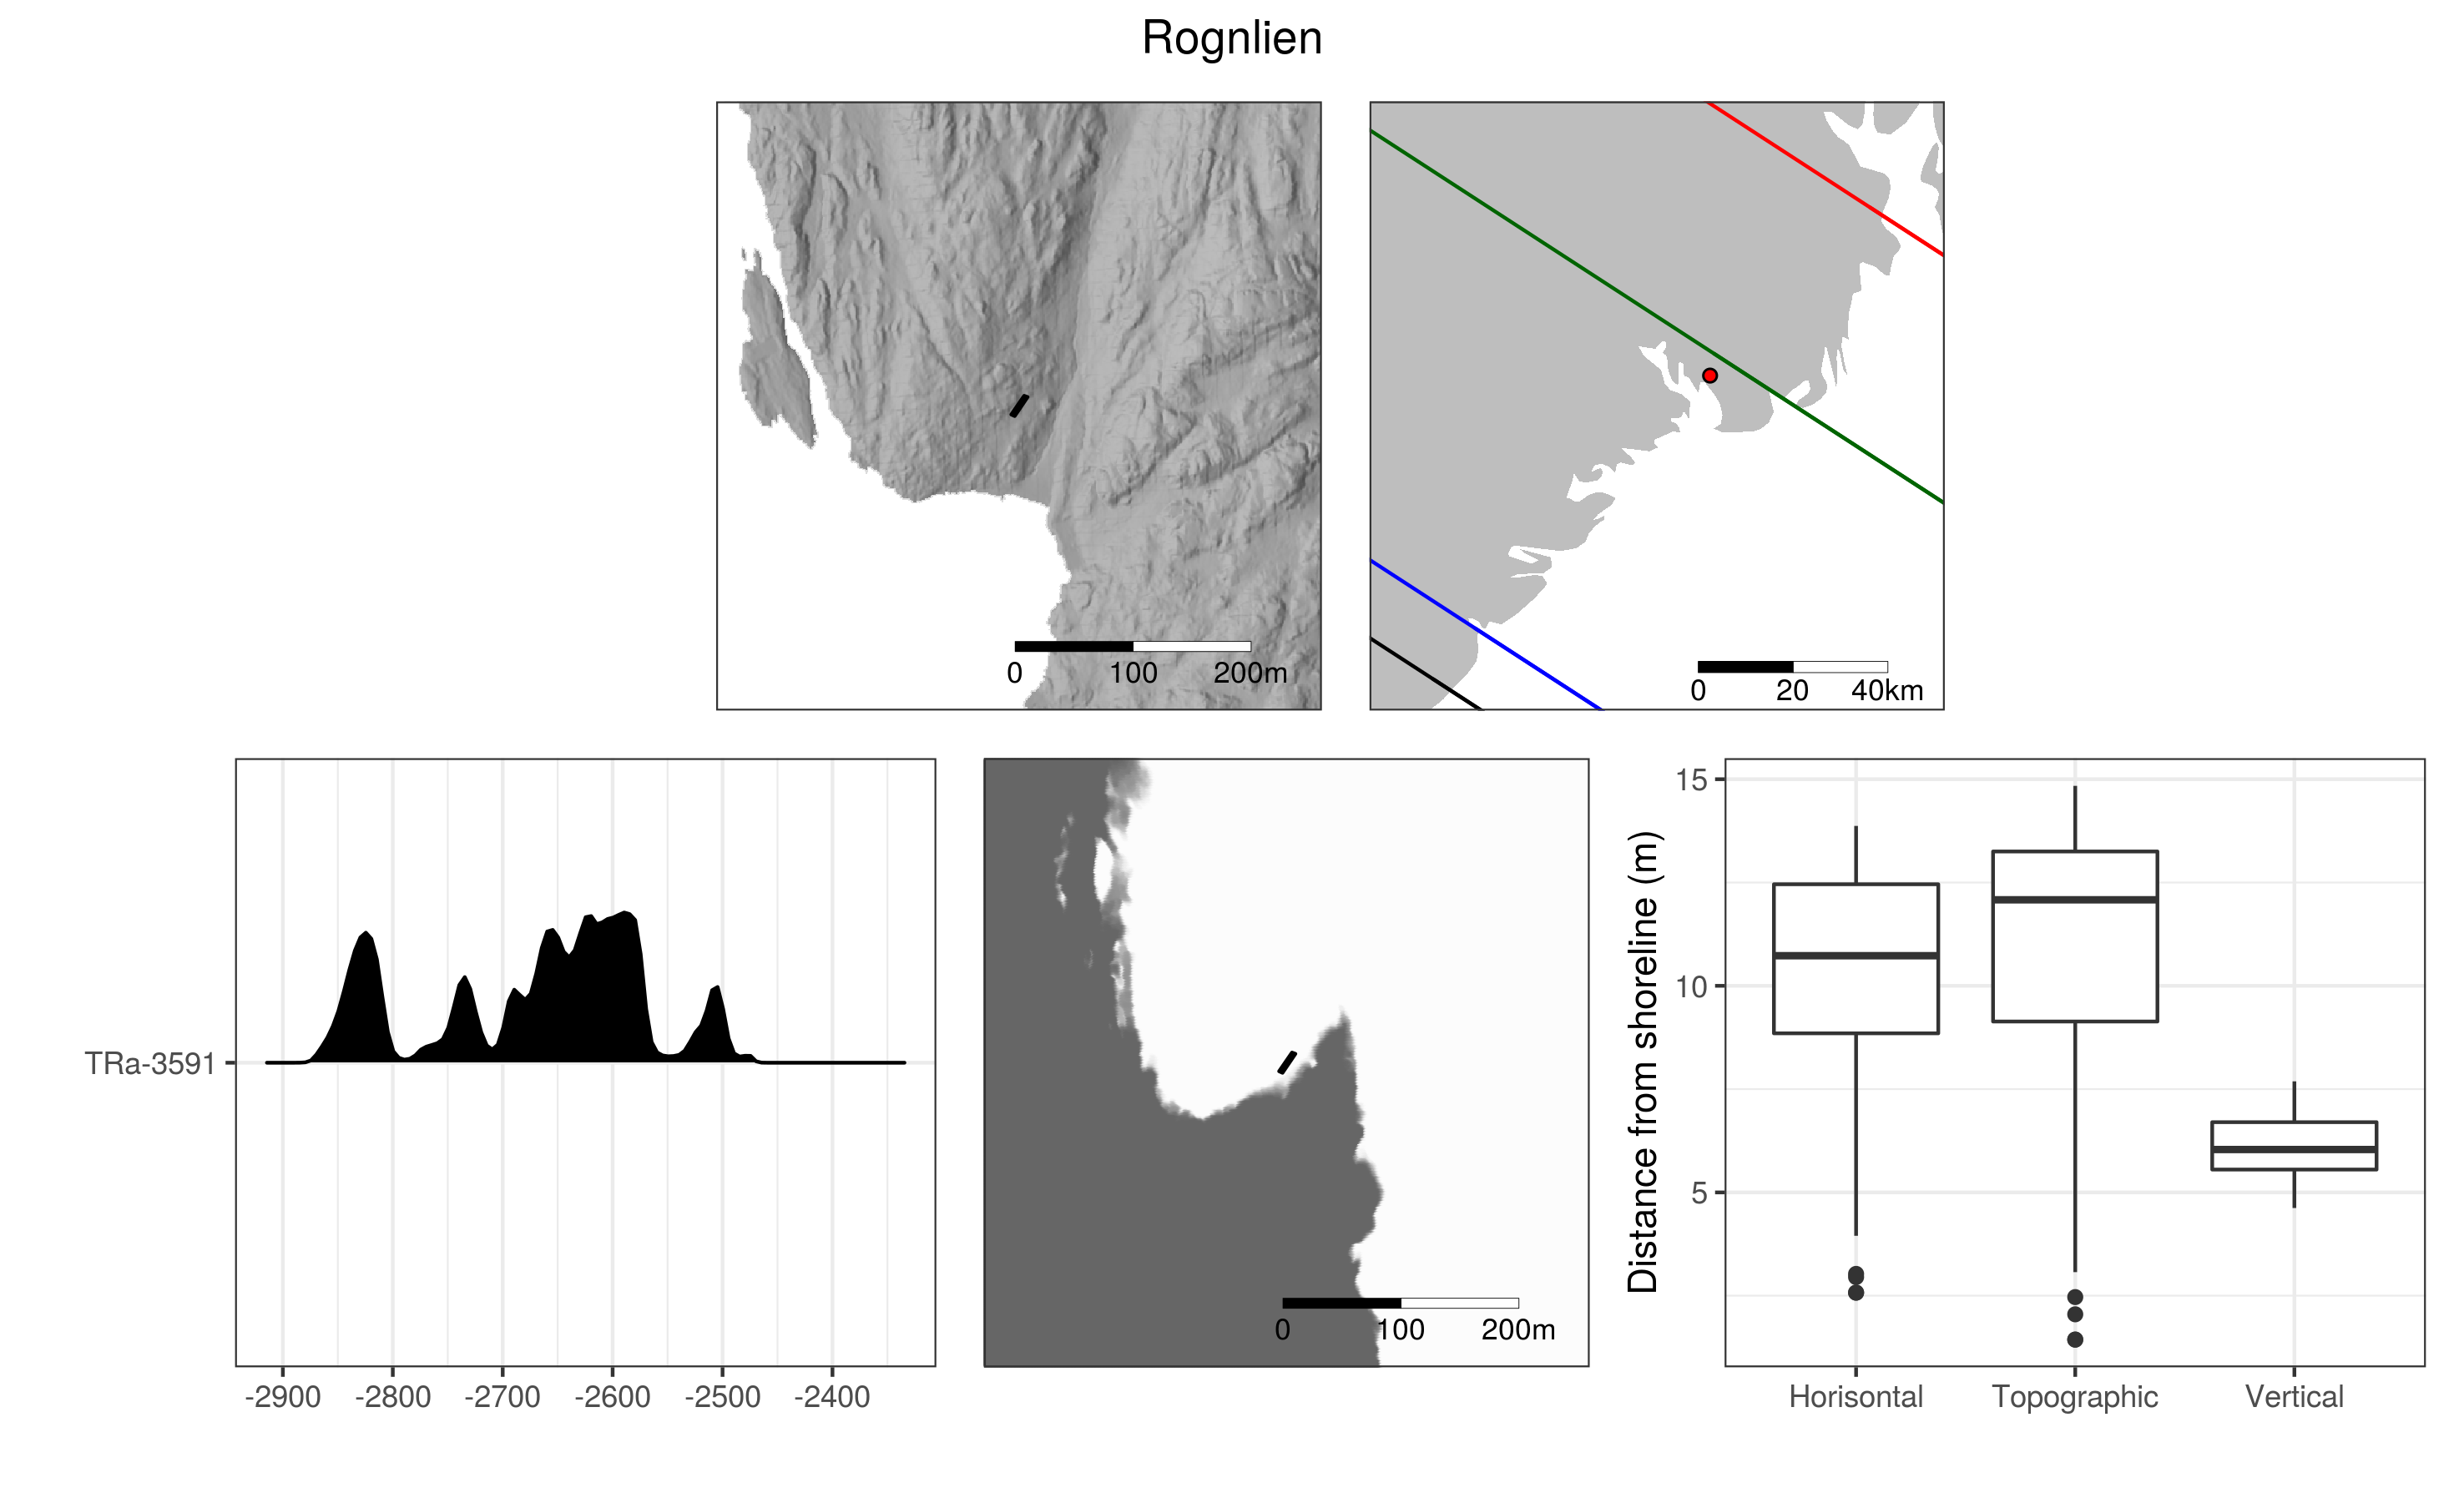 Rognlien
0 100 200m
0 20 40km
TRa-3591
-2900 -2800 -2700 -2600 -2500 -2400
0 100 200m
Distance from shoreline (m)
15
10
5
Horisontal Topographic Vertical